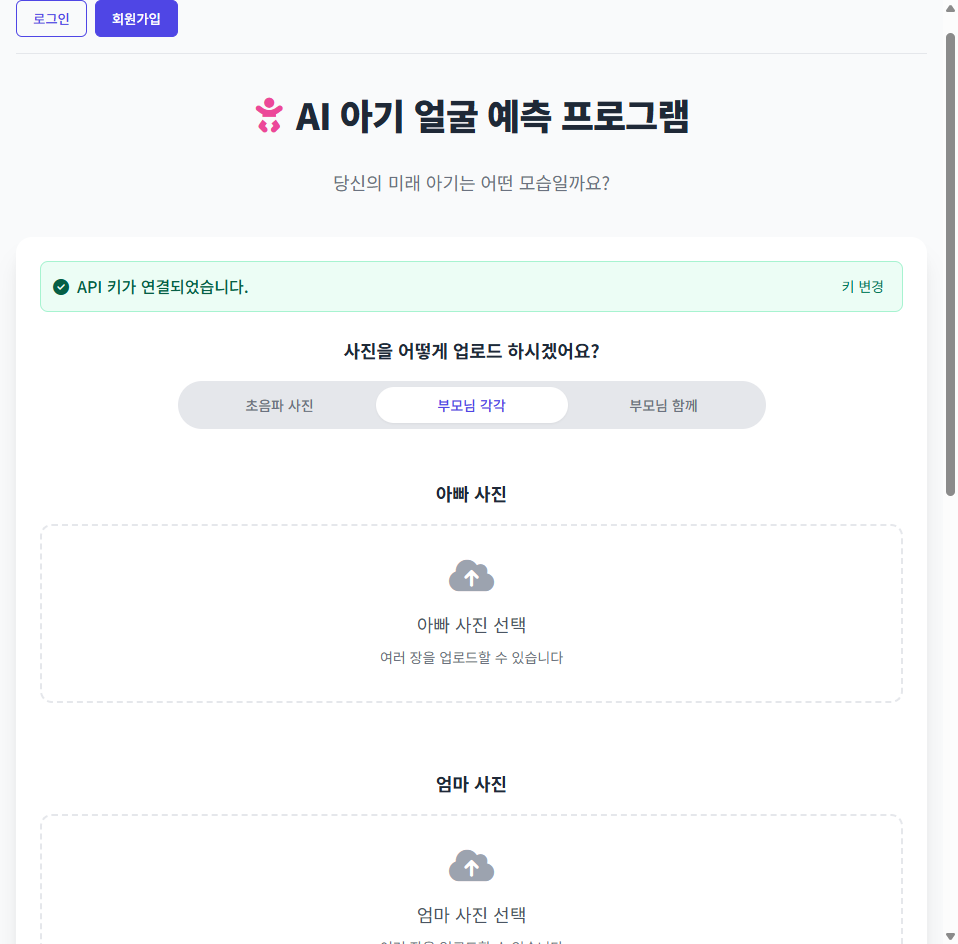 로그인
회원가입
AI 아기 얼굴 예측 프로그램
당신의 미래 아기는 어떤 모습일까요?
API 키가 연결되었습니다.
키 변경
사진을 어떻게 업로드 하시겠어요?
초음파 사진
부모님 각각
부모님 함께
아빠 사진
아빠 사진 선택
여러 장을 업로드할 수 있습니다
엄마 사진
엄마 사진 선택